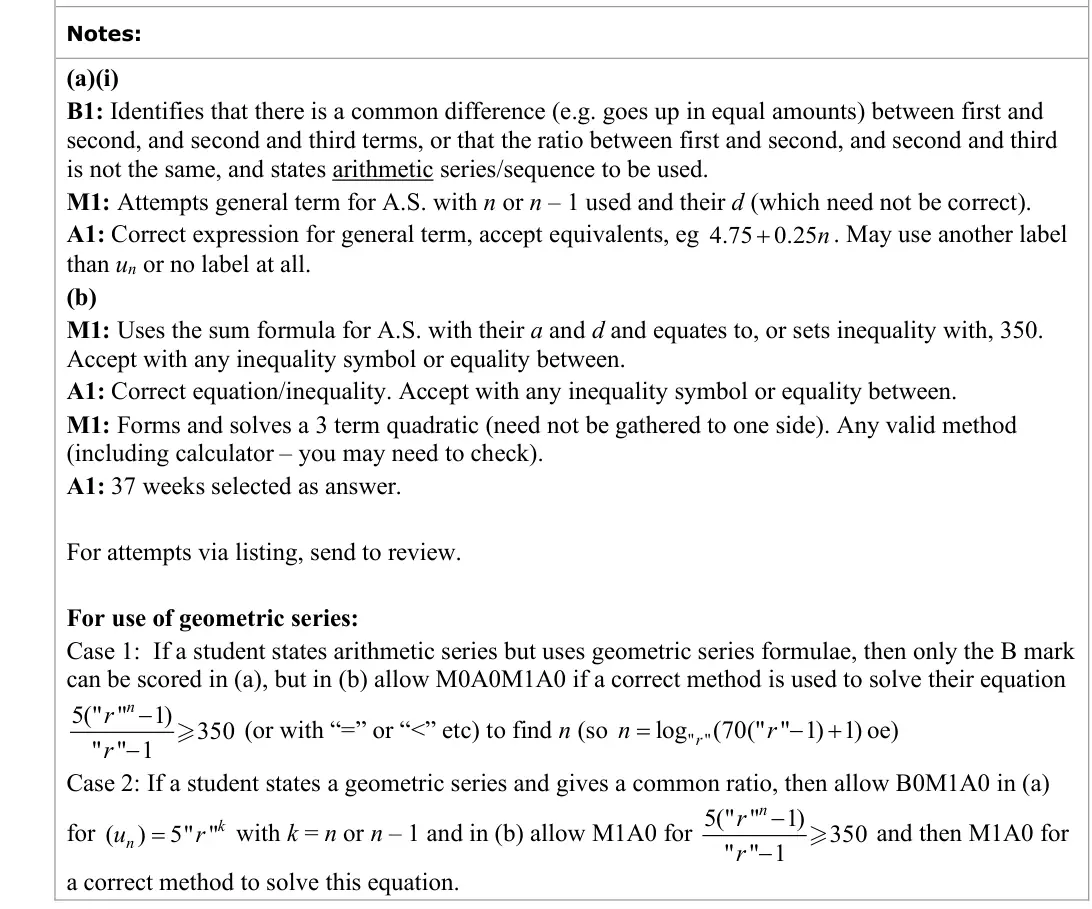 Notes:
(a)(i)
B1: Identifies that there is a common difference (e.g. goes up in equal amounts) between first and
second, and second and third terms, or that the ratio between first and second, and second and third
is not the same, and states arithmetic series/sequence to be used.
M1: Attempts general term for A.S. with n or n – 1 used and their d (which need not be correct).
A1: Correct expression for general term, accept equivalents, eg 4.75 + 0.25n . May use another label
than uₙ or no label at all.
(b)
M1: Uses the sum formula for A.S. with their a and d and equates to, or sets inequality with, 350.
Accept with any inequality symbol or equality between.
A1: Correct equation/inequality. Accept with any inequality symbol or equality between.
M1: Forms and solves a 3 term quadratic (need not be gathered to one side). Any valid method
(including calculator – you may need to check).
A1: 37 weeks selected as answer.
For attempts via listing, send to review.
For use of geometric series:
Case 1: If a student states arithmetic series but uses geometric series formulae, then only the B mark
can be scored in (a), but in (b) allow M0A0M1A0 if a correct method is used to solve their equation
5("r"ⁿ − 1) / ("r" − 1) ⩾ 350 (or with “=” or “<” etc) to find n (so n = log"r"(70("r"− 1) + 1) oe)
Case 2: If a student states a geometric series and gives a common ratio, then allow B0M1A0 in (a)
for (uₙ) = 5"r"ᵏ with k = n or n – 1 and in (b) allow M1A0 for 5("r"ⁿ − 1) / ("r" − 1) ⩾ 350 and then M1A0 for
a correct method to solve this equation.